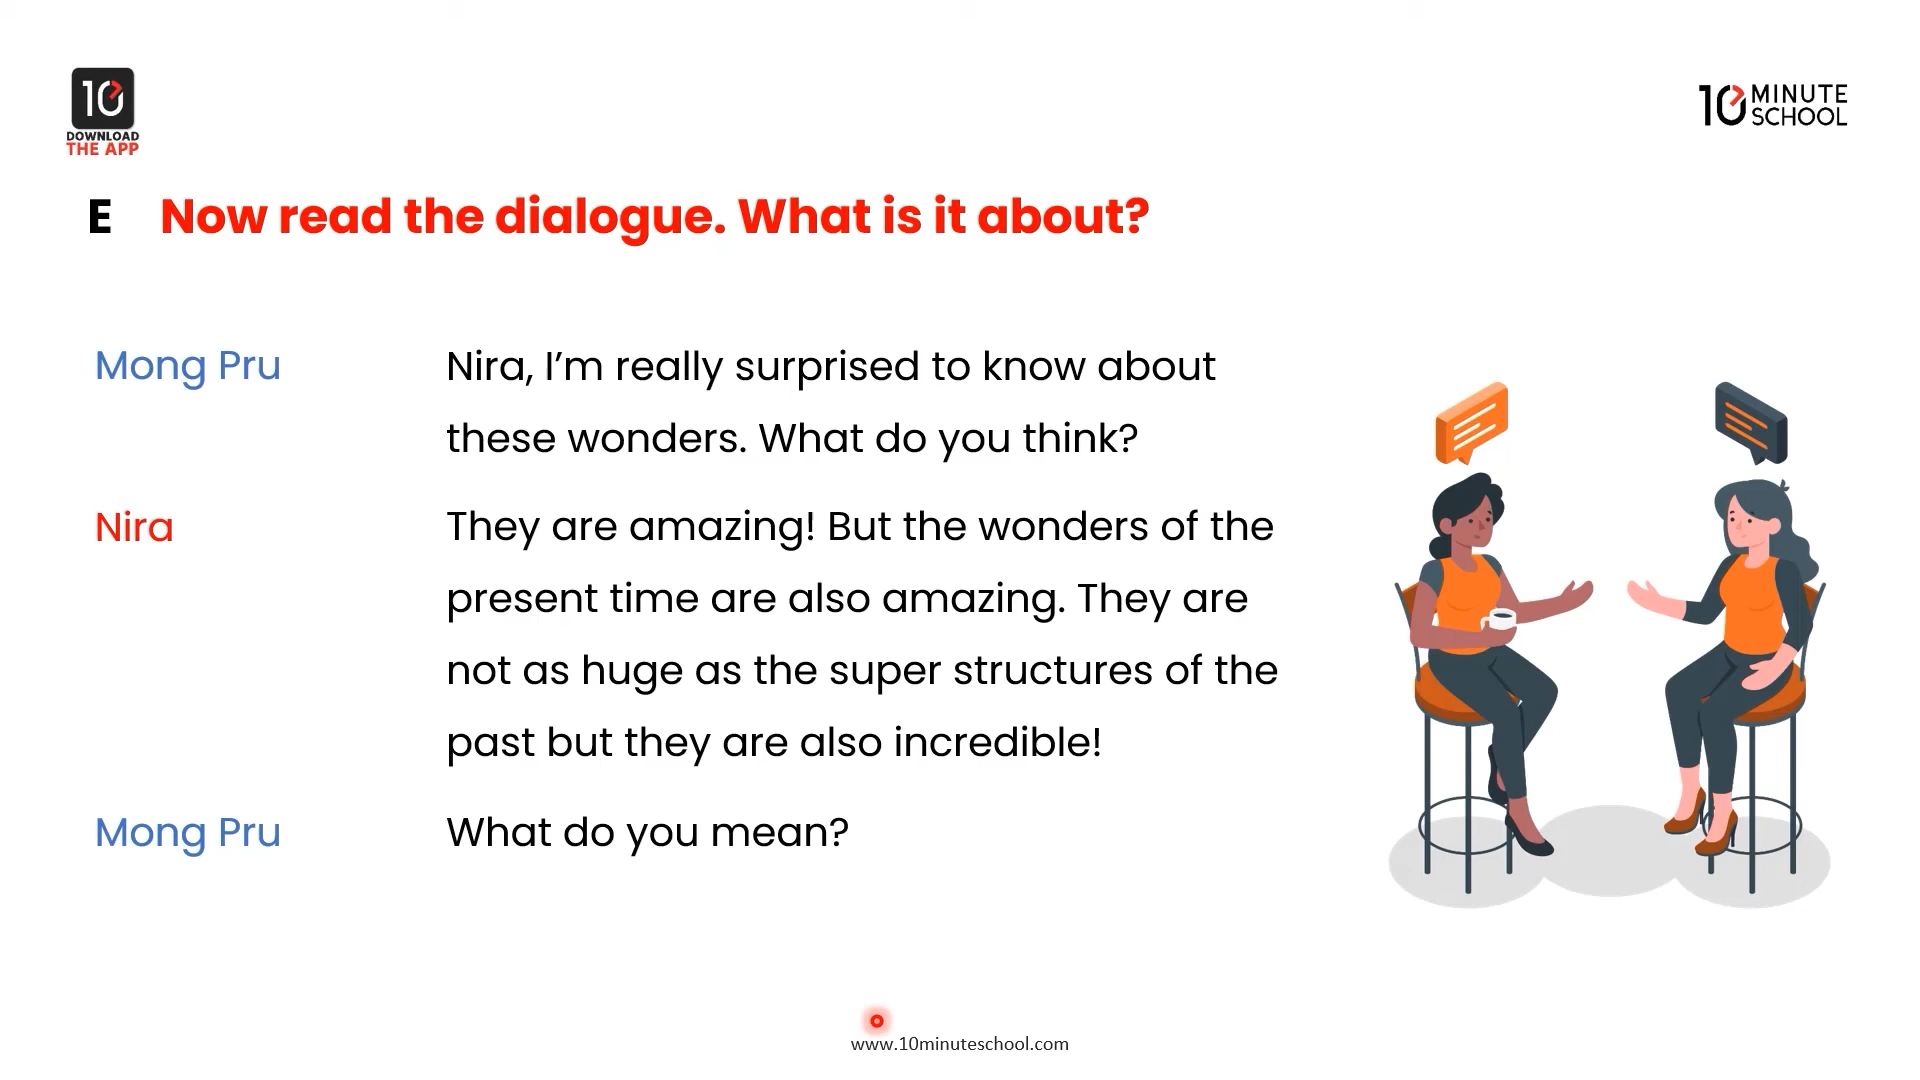 10
DOWNLOAD
THE APP
10 MINUTE
SCHOOL
E Now read the dialogue. What is it about?
Mong Pru Nira, I’m really surprised to know about
these wonders. What do you think?
Nira They are amazing! But the wonders of the
present time are also amazing. They are
not as huge as the super structures of the
past but they are also incredible!
Mong Pru What do you mean?
www.10minuteschool.com